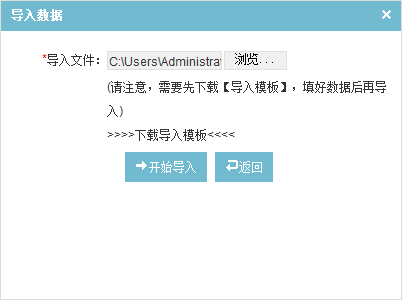 导入数据 ×
*导入文件： C:\Users\Administrat 浏览...
(请注意，需要先下载【导入模板】，填好数据后再导
入)
>>>>下载导入模板<<<<
开始导入 返回